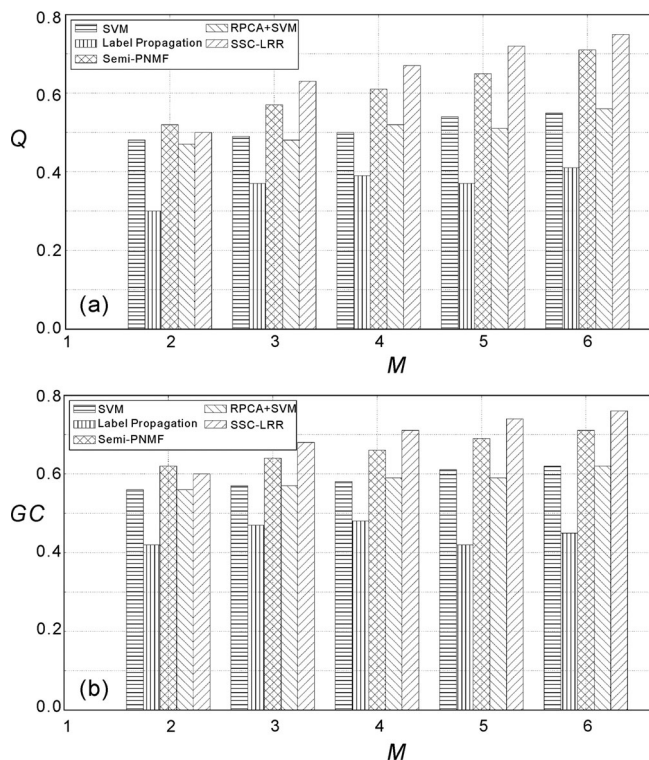 0.8
SVM RPCA+SVM
Label Propagation SSC-LRR
Semi-PNMF
0.6
Q
0.4
0.2
(a)
0.0
1 2 3 4 5 6
M
0.8
SVM RPCA+SVM
Label Propagation SSC-LRR
Semi-PNMF
0.6
GC
0.4
0.2
(b)
0.0
1 2 3 4 5 6
M